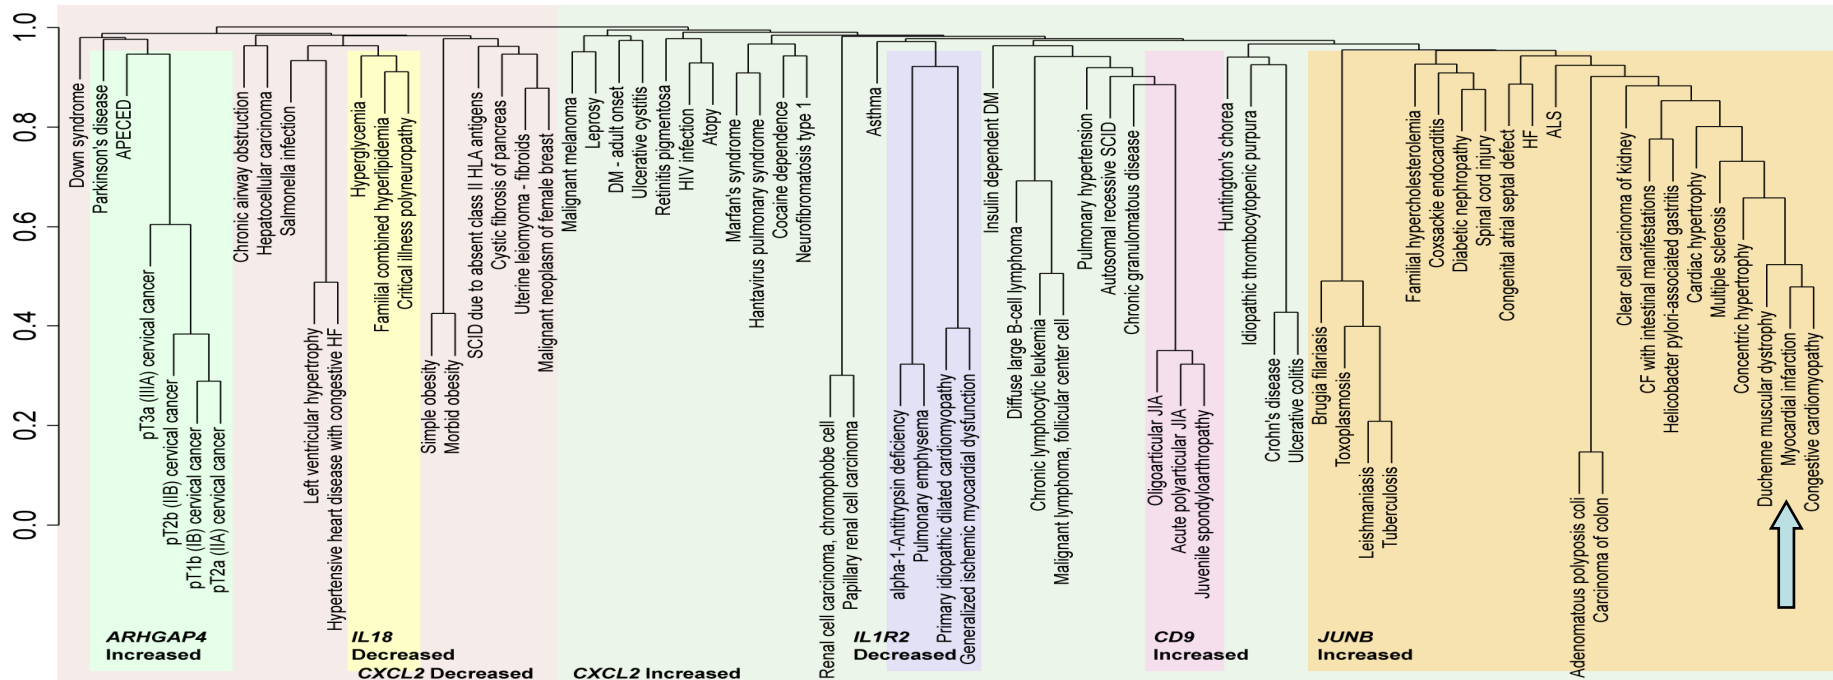 1.0
0.8
0.6
0.4
0.2
0.0
Down syndrome
Parkinson's disease
APECED
pT3a (IIA) cervical cancer
pT2b (IIB) cervical cancer
pT1b (IB) cervical cancer
pT2a (IIA) cervical cancer
Chronic airway obstruction
Hepatocellular carcinoma
Salmonella infection
Left ventricular hypertrophy
Hypertensive heart disease with congestive HF
Hyperglycemia
Familial combined hyperlipidemia
Critical illness polyneuropathy
Simple obesity
Morbid obesity
SCID due to absent class II HLA antigens
Cystic fibrosis of pancreas
Uterine leiomyoma - fibroids
Malignant neoplasm of female breast
Malignant melanoma
Leprosy
DM - adult onset
Ulcerative cystitis
Retinitis pigmentosa
HIV infection
Atopy
Marfan's syndrome
Hantavirus pulmonary syndrome
Cocaine dependence
Neurofibromatosis type 1
Renal cell carcinoma, chromophobe cell
Papillary renal cell carcinoma
Asthma
alpha-1-Antitrypsin deficiency
Pulmonary emphysema
Primary idiopathic dilated cardiomyopathy
Generalized ischemic myocardial dysfunction
Insulin dependent DM
Diffuse large B-cell lymphoma
Chronic lymphocytic leukemia
Malignant lymphoma, follicular center cell
Pulmonary hypertension
Autosomal recessive SCID
Chronic granulomatous disease
Oligoarticular JIA
Acute polyarticular JIA
Juvenile spondyloarthropathy
Huntington's chorea
Idiopathic thrombocytopenic purpura
Crohn's disease
Ulcerative colitis
Brugia filariasis
Toxoplasmosis
Leishmaniasis
Tuberculosis
Familial hypercholesterolemia
Coxsackie endocarditis
Diabetic nephropathy
Spinal cord injury
Congenital atrial septal defect
HF
ALS
Adenomatous polyposis coli
Carcinoma of colon
Clear cell carcinoma of kidney
CF with intestinal manifestations
Helicobacter pylori-associated gastritis
Cardiac hypertrophy
Multiple sclerosis
Concentric hypertrophy
Duchenne muscular dystrophy
Myocardial infarction
Congestive cardiomyopathy
ARHGAP4
Increased
IL18
Decreased
CXCL2 Decreased
CXCL2 Increased
IL1R2
Decreased
CD9
Increased
JUNB
Increased